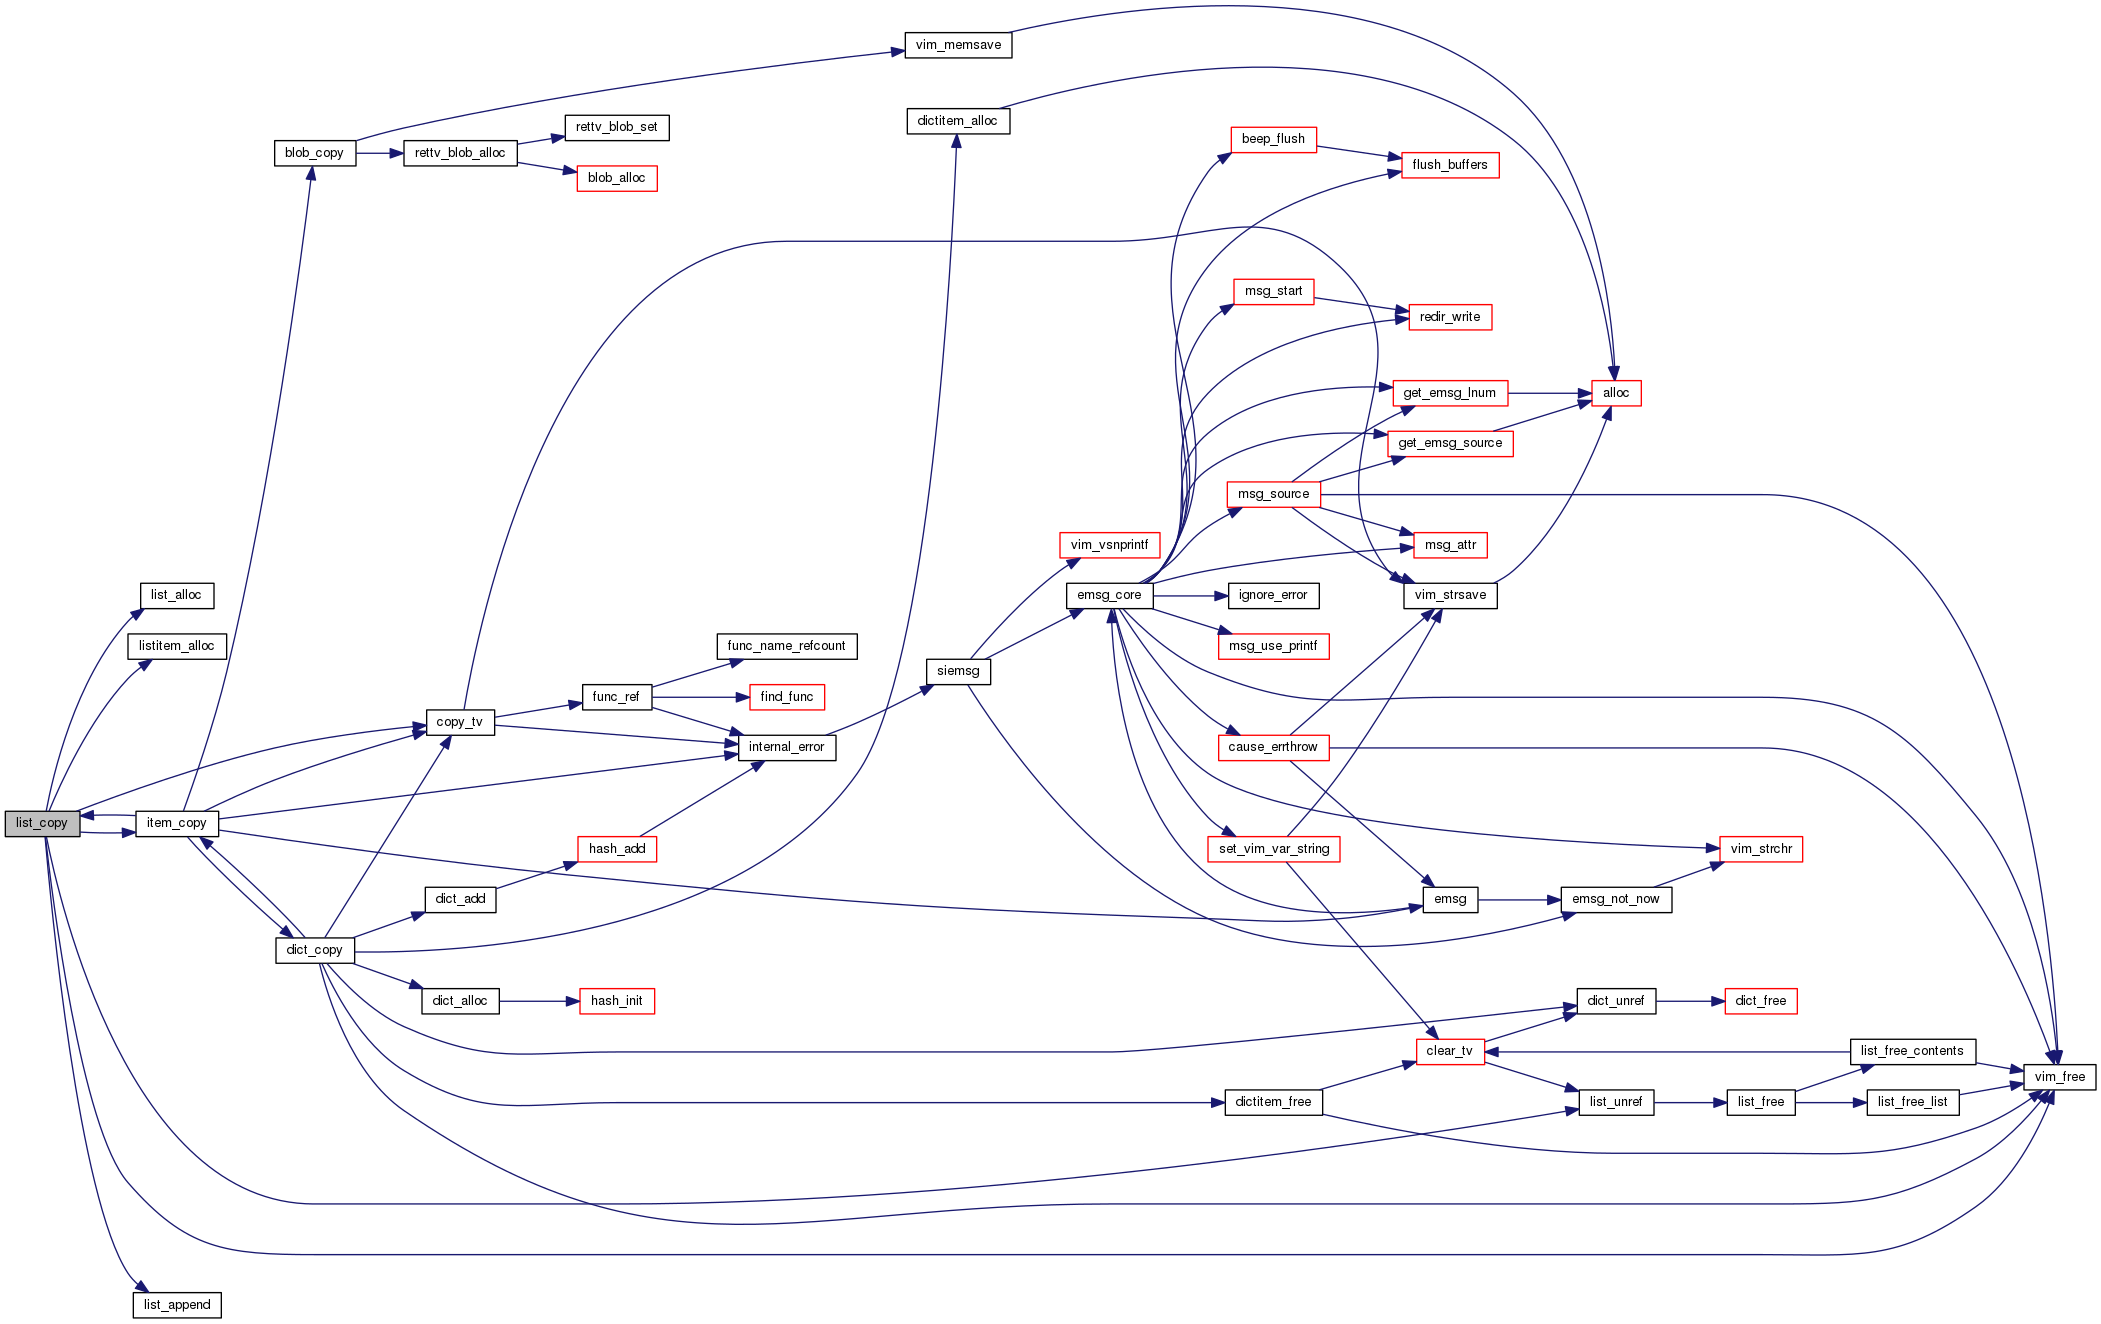 vim_memsave
dictitem_alloc
rettv_blob_set
beep_flush
blob_copy
rettv_blob_alloc
flush_buffers
blob_alloc
msg_start
redir_write
get_emsg_lnum
alloc
get_emsg_source
msg_source
vim_vsnprintf
msg_attr
list_alloc
emsg_core
ignore_error
vim_strsave
listitem_alloc
func_name_refcount
msg_use_printf
siemsg
func_ref
find_func
copy_tv
internal_error
cause_errthrow
list_copy
item_copy
hash_add
set_vim_var_string
vim_strchr
dict_add
emsg
emsg_not_now
dict_copy
dict_alloc
hash_init
dict_unref
dict_free
clear_tv
list_free_contents
vim_free
dictitem_free
list_unref
list_free
list_free_list
list_append